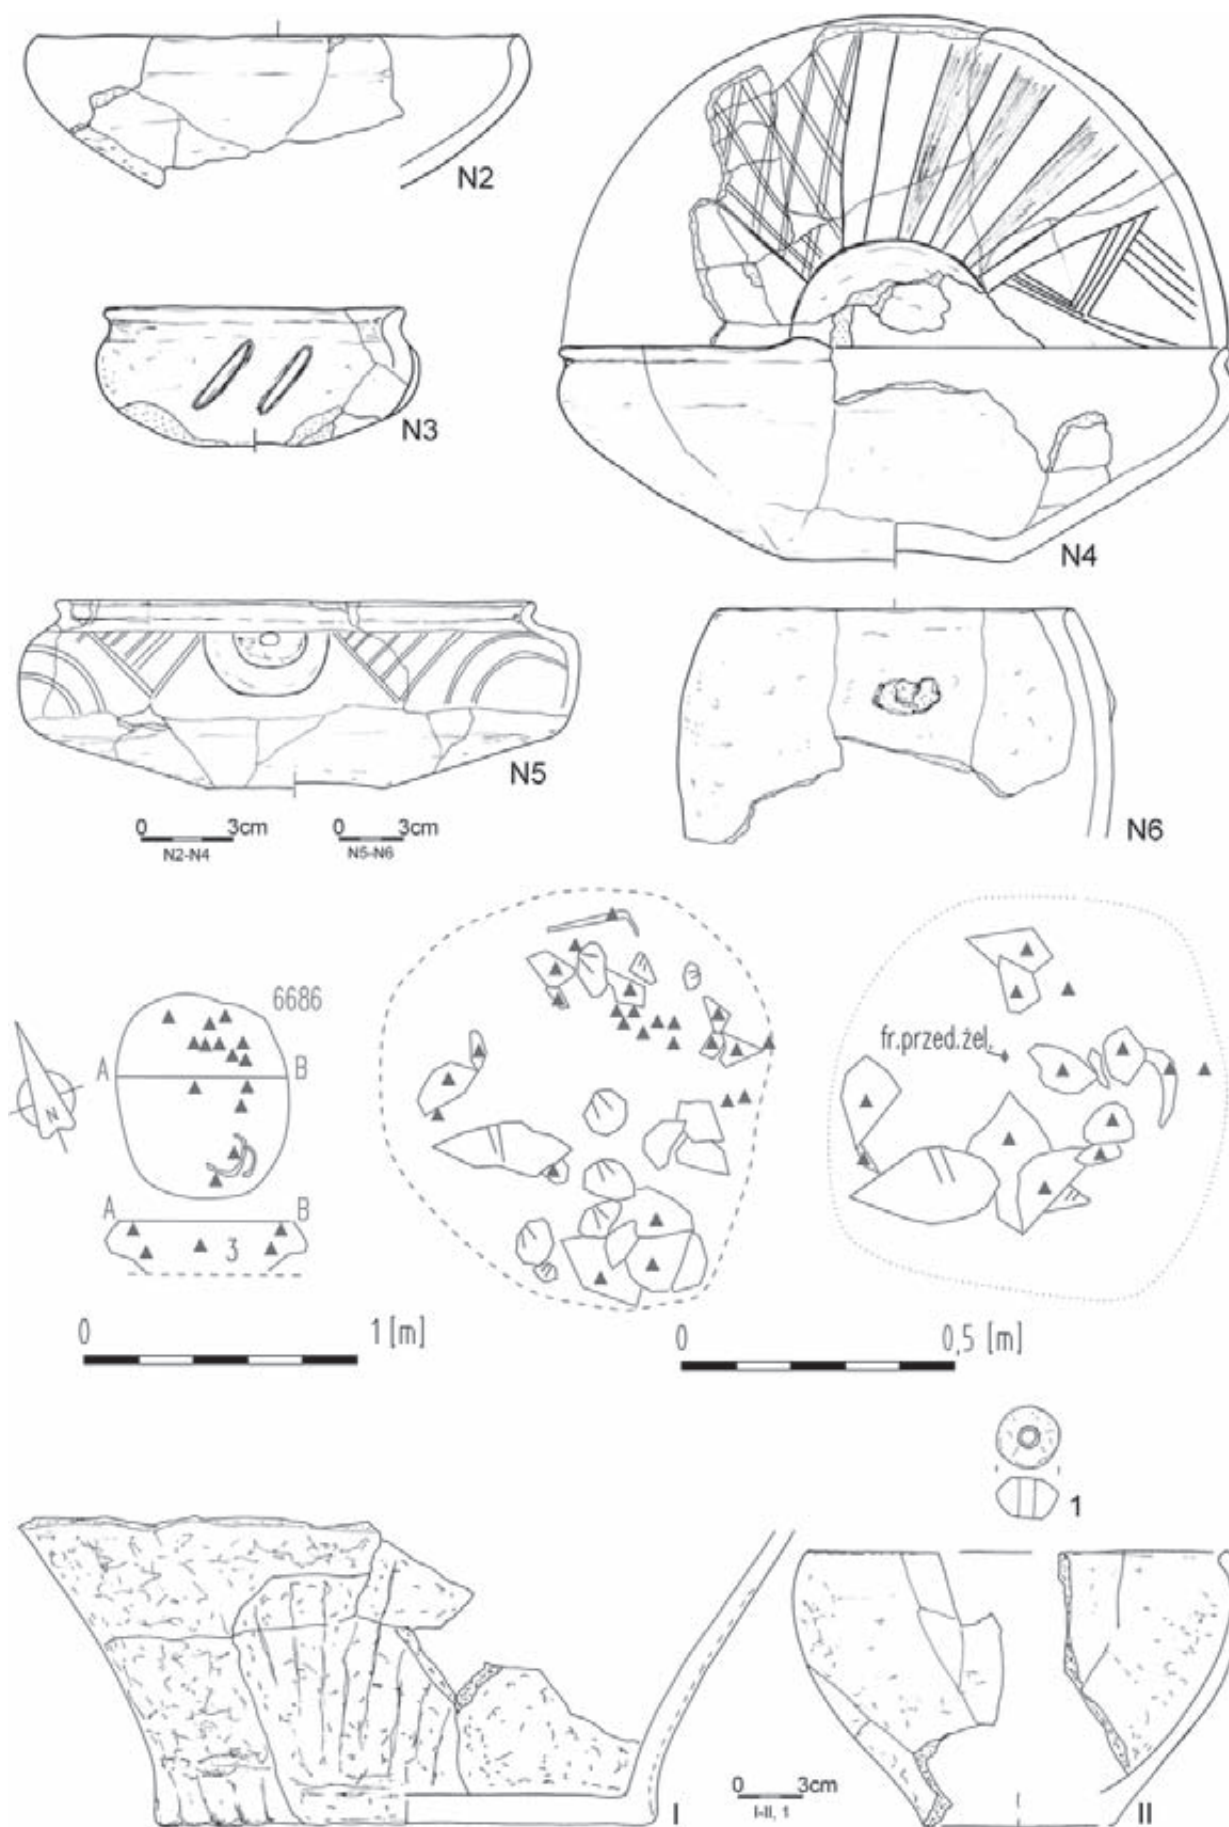 N2
N3
N4
N5
N6
0 3cm
N2-N4
0 3cm
N5-N6
6686
A B
N
fr.przed.żel.
A B
3
0 1 [m]
0 0,5 [m]
1
I
0 3cm
I-II, 1
II